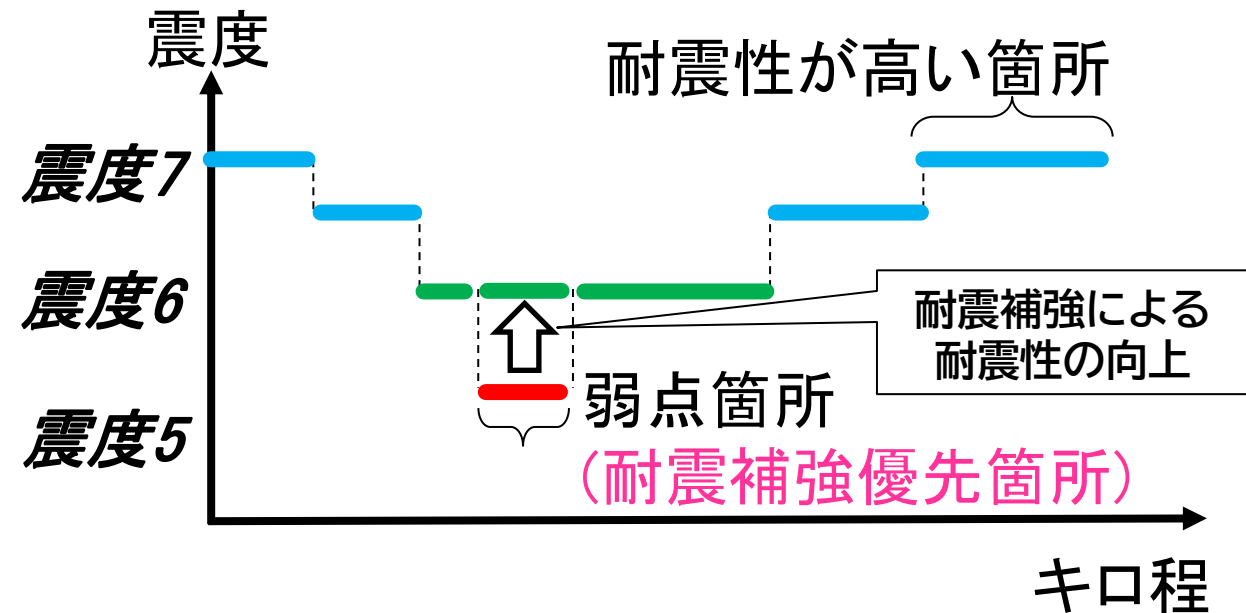 震度
耐震性が高い箇所
震度7
震度6
耐震補強による
耐震性の向上
弱点箇所
震度5
(耐震補強優先箇所)
キロ程